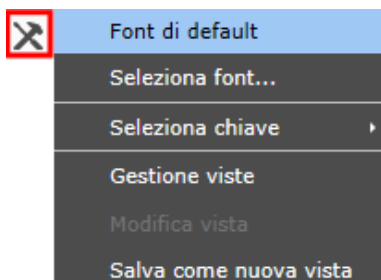 Font di default
Seleziona font...
Seleziona chiave
Gestione viste
Modifica vista
Salva come nuova vista